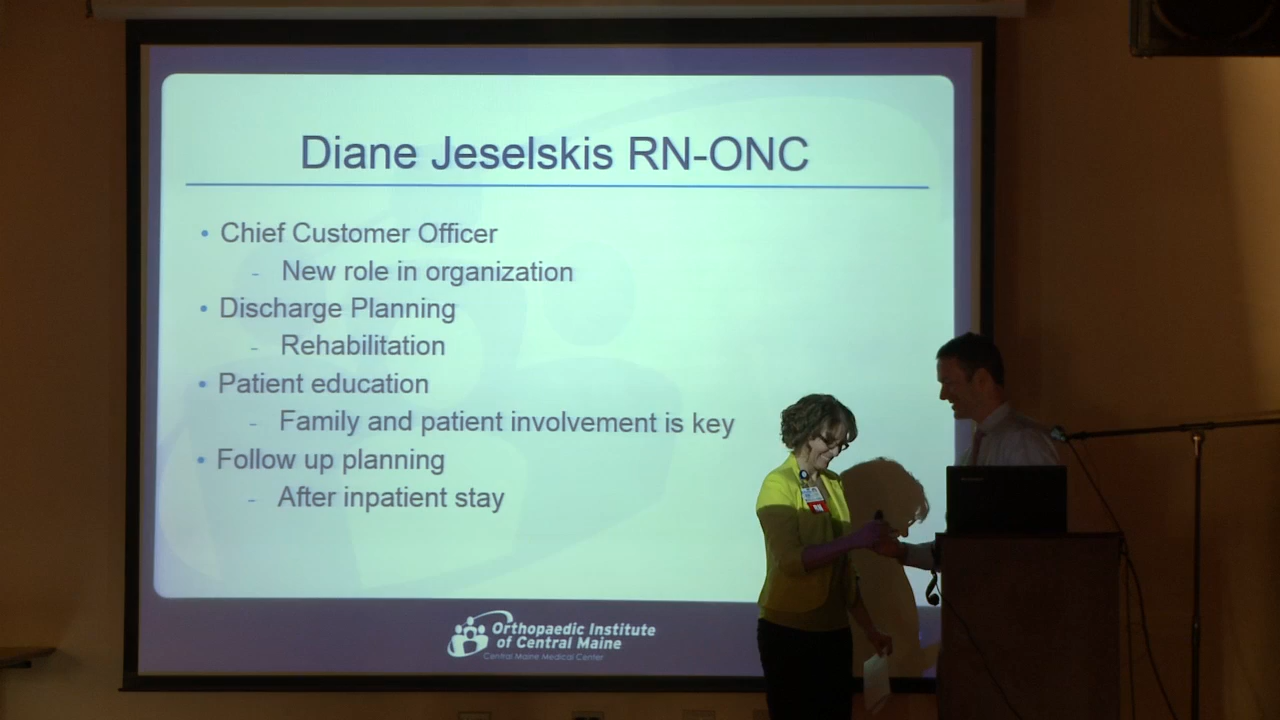 Diane Jeselskis RN-ONC
• Chief Customer Officer
- New role in organization
• Discharge Planning
- Rehabilitation
• Patient education
- Family and patient involvement is key
• Follow up planning
- After inpatient stay
Orthopaedic Institute
of Central Maine
Central Maine Medical Center